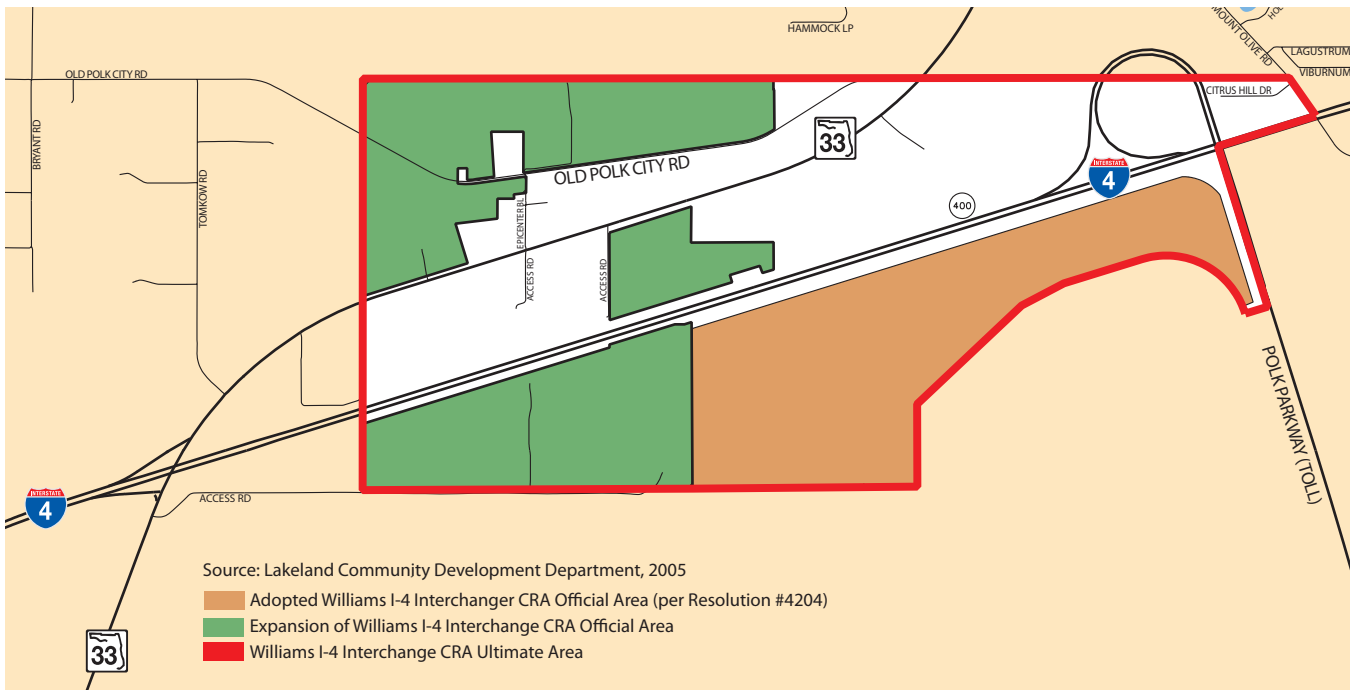 HAMMOCK LP
MOUNT OLIVE RD
HOL
LAGUSTRUM
VIBURNUM
OLD POLK CITY RD
CITRUS HILL DR
BRYANT RD
33
OLD POLK CITY RD
INTERSTATE
4
TOMKOW RD
400
EPICENTER BL
ACCESS RD
ACCESS RD
POLK PARKWAY (TOLL)
INTERSTATE
4
ACCESS RD
Source: Lakeland Community Development Department, 2005
Adopted Williams I-4 Interchanger CRA Official Area (per Resolution #4204)
Expansion of Williams I-4 Interchange CRA Official Area
33
Williams I-4 Interchange CRA Ultimate Area